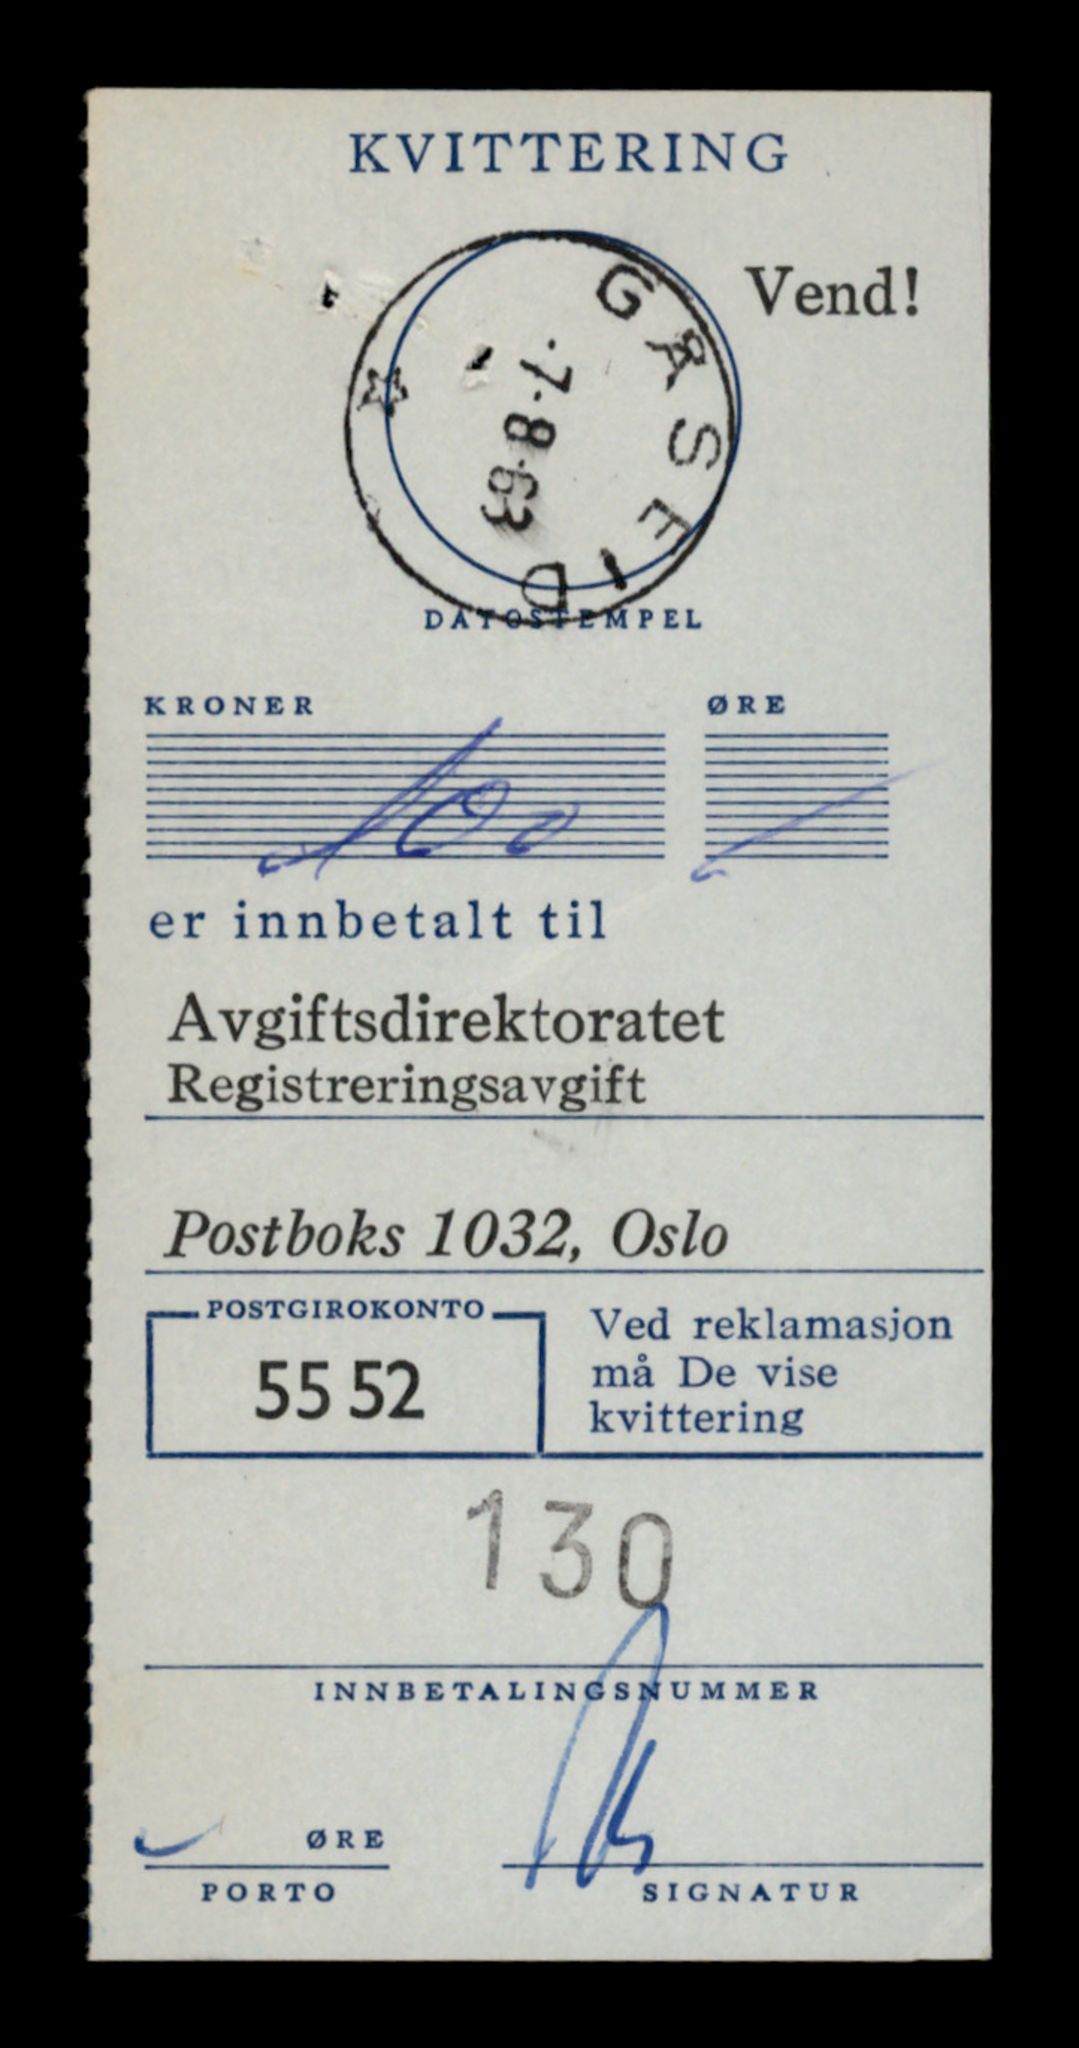 KVITTERING
Vend!
GÅSEID
7-8-63
DATOSTEMPEL
KRONER ØRE
100 -
er innbetalt til
Avgiftsdirektoratet
Registreringsavgift
Postboks 1032, Oslo
POSTGIROKONTO
55 52
Ved reklamasjon
må De vise
kvittering
130
INNBETALINGSNUMMER
ØRE
PORTO
SIGNATUR